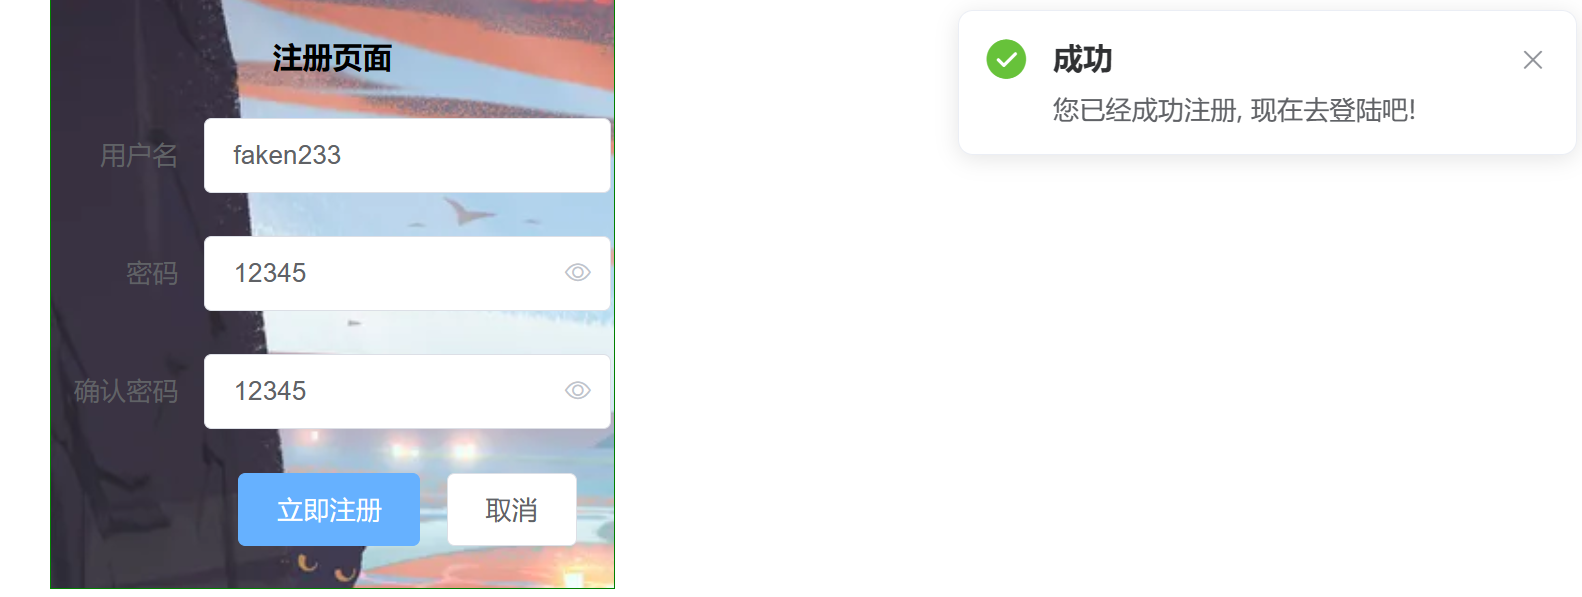 注册页面
用户名
faken233
密码
12345
确认密码
12345
立即注册
取消
成功
您已经成功注册, 现在去登陆吧!